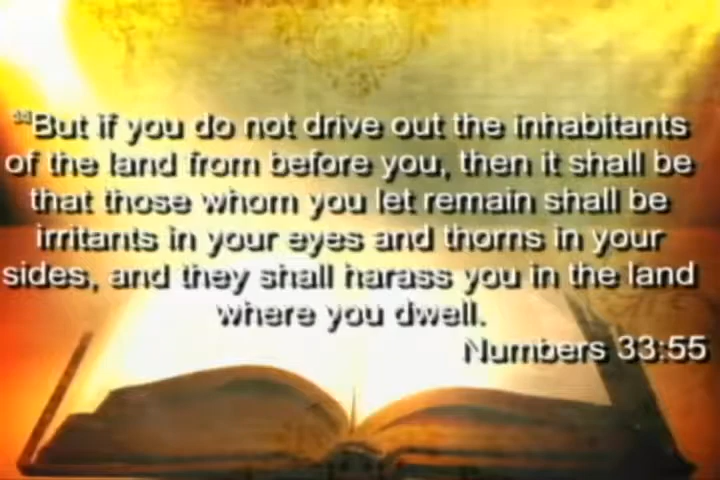 55But if you do not drive out the inhabitants
of the land from before you, then it shall be
that those whom you let remain shall be
irritants in your eyes and thorns in your
sides, and they shall harass you in the land
where you dwell.
Numbers 33:55